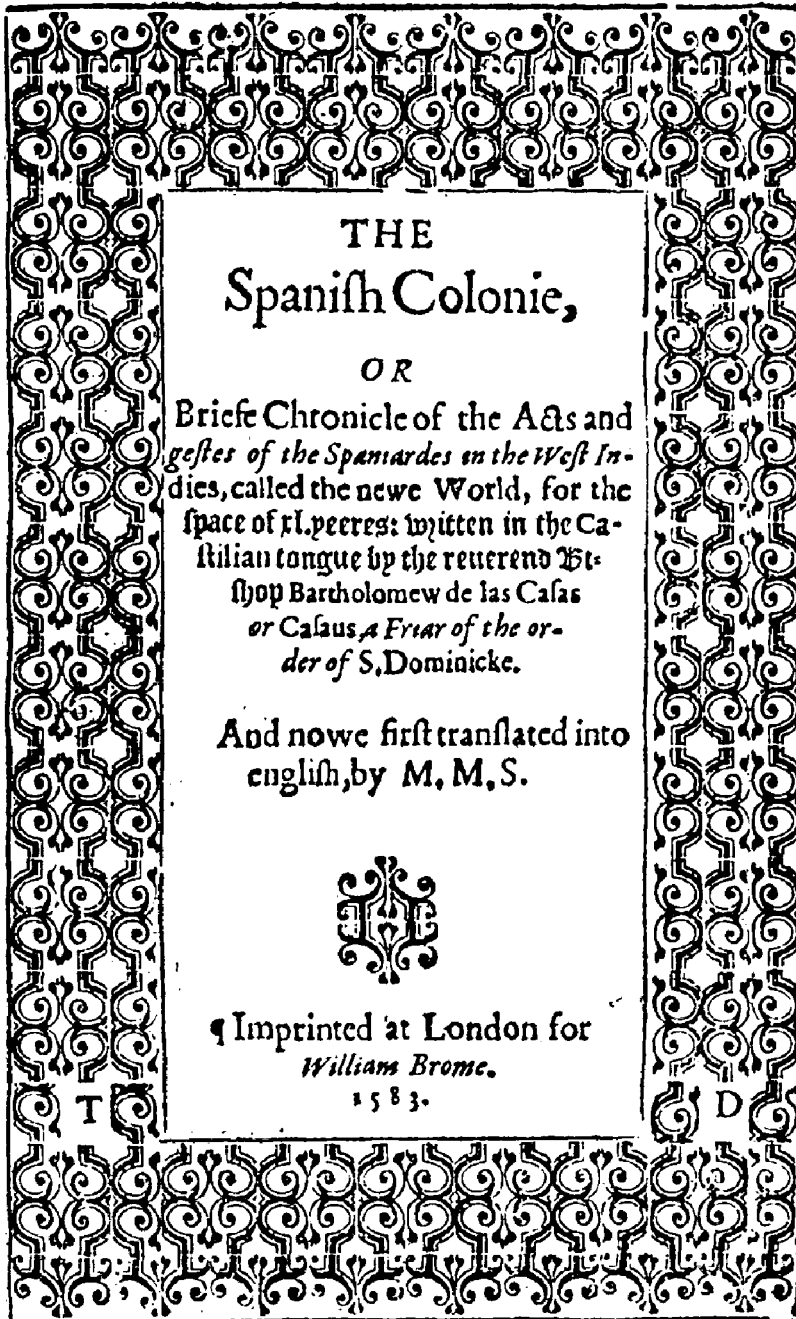 THE
Spaniſh Colonie,
OR
Briefe Chronicle of the Acts and
geſtes of the Spaniardes in the Weſt In-
dies, called the newe World, for the
ſpace of xl. yeeres: written in the Ca-
ſtilian tongue by the reuerend Bi-
ſhop Bartholomew de las Caſas
or Caſaus, a Friar of the or-
der of S. Dominicke.
And nowe firſt tranſlated into
engliſh, by M. M. S.
¶ Imprinted at London for
William Brome.
1583.
T D